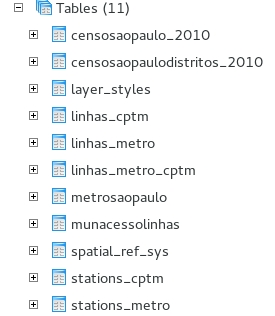 Tables (11)
censosaopaulo_2010
censosaopaulodistritos_2010
layer_styles
linhas_cptm
linhas_metro
linhas_metro_cptm
metrosaopaulo
munacessolinhas
spatial_ref_sys
stations_cptm
stations_metro